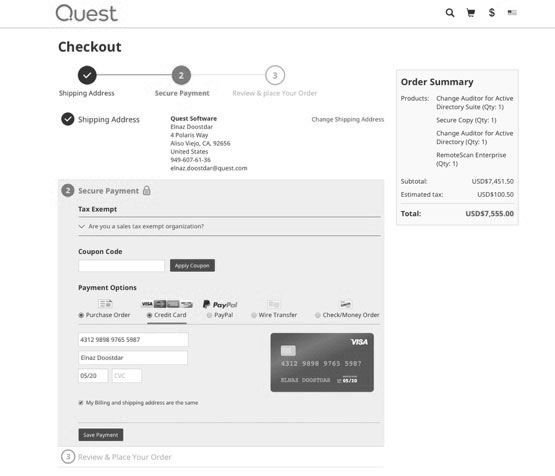 Quest
$
Checkout
2
3
Shipping Address
Secure Payment
Review & place Your Order
Shipping Address
Quest Software
Elnaz Doostdar
4 Polaris Way
Aliso Viejo, CA, 92656
United States
949-607-61-36
elnaz.doostdar@quest.com
Change Shipping Address
2 Secure Payment
Tax Exempt
Are you a sales tax exempt organization?
Coupon Code
Apply Coupon
Payment Options
VISA
PayPal
Purchase Order
Credit Card
PayPal
Wire Transfer
Check/Money Order
4312 9898 9765 5987
Elnaz Doostdar
05/20
CVC
VISA
4312 9898 9765 5987
ELNAZ DOOSTDAR
05/20
My Billing and shipping address are the same
Save Payment
3 Review & Place Your Order
Order Summary
Products:
Change Auditor for Active
Directory Suite (Qty: 1)
Secure Copy (Qty: 1)
Change Auditor for Active
Directory (Qty: 1)
RemoteScan Enterprise
(Qty: 1)
Subtotal: USD$7,451.50
Estimated tax: USD$100.50
Total: USD$7,555.00